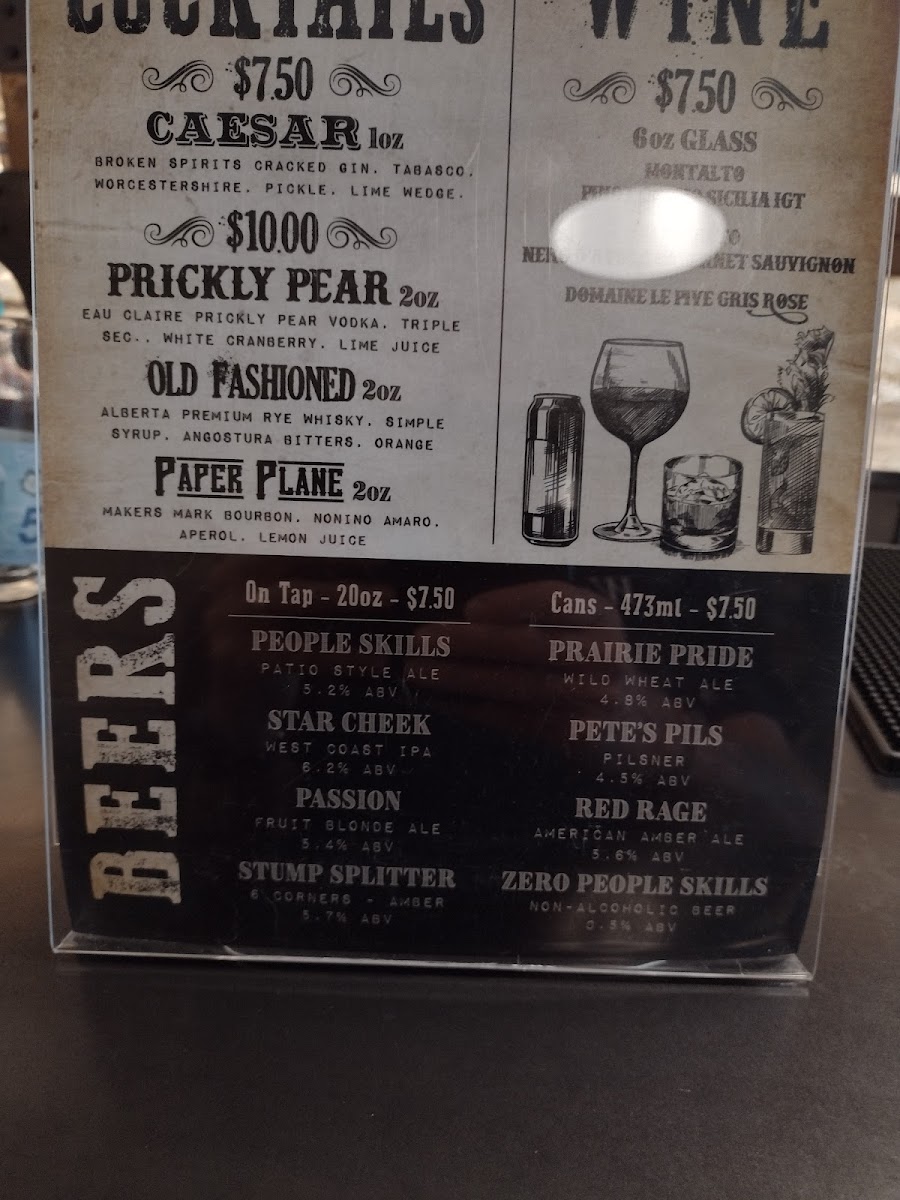 COCKTAILS
$7.50
CAESAR 1oz
BROKEN SPIRITS CRACKED GIN. TABASCO.
WORCESTERSHIRE. PICKLE. LIME WEDGE.
$10.00
PRICKLY PEAR 2oz
EAU CLAIRE PRICKLY PEAR VODKA. TRIPLE
SEC.. WHITE CRANBERRY. LIME JUICE
OLD FASHIONED 2oz
ALBERTA PREMIUM RYE WHISKY. SIMPLE
SYRUP. ANGOSTURA BITTERS. ORANGE
PAPER PLANE 2oz
MAKERS MARK BOURBON. NONINO AMARO.
APEROL. LEMON JUICE
WINE
$7.50
6oz GLASS
MONTALTO
SICILIA IGT
SAUVIGNON
DOMAINE LE PIVE GRIS ROSE
BEERS
On Tap - 20oz - $7.50
PEOPLE SKILLS
PATIO STYLE ALE
5.2% ABV
STAR CHEEK
WEST COAST IPA
6.2% ABV
PASSION
FRUIT BLONDE ALE
5.4% ABV
STUMP SPLITTER
6 CORNERS - AMBER
5.7% ABV
Cans - 473ml - $7.50
PRAIRIE PRIDE
WILD WHEAT ALE
4.8% ABV
PETE'S PILS
PILSNER
4.5% ABV
RED RAGE
AMERICAN AMBER ALE
5.6% ABV
ZERO PEOPLE SKILLS
NON-ALCOHOLIC BEER
0.5% ABV